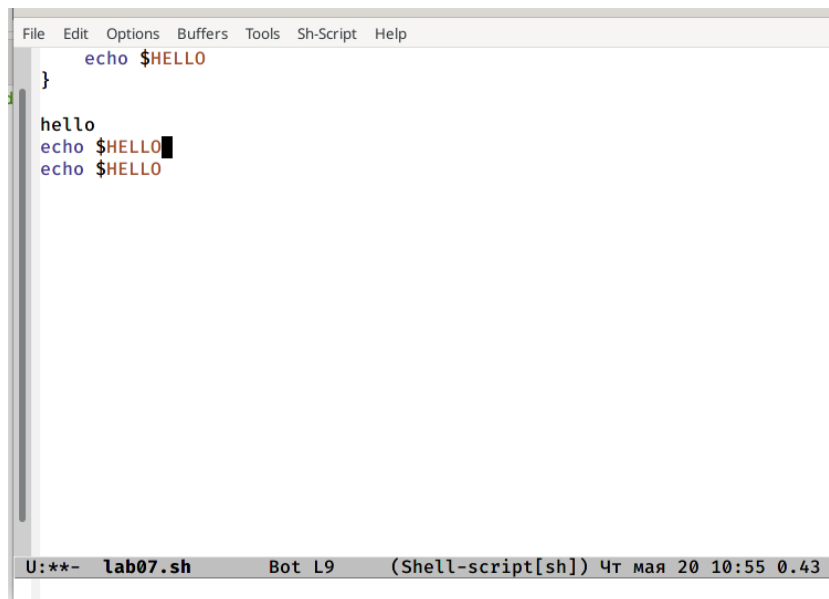 File Edit Options Buffers Tools Sh-Script Help
echo $HELLO
}
hello
echo $HELLO
echo $HELLO
U:**- lab07.sh Bot L9 (Shell-script[sh]) Чт мая 20 10:55 0.43